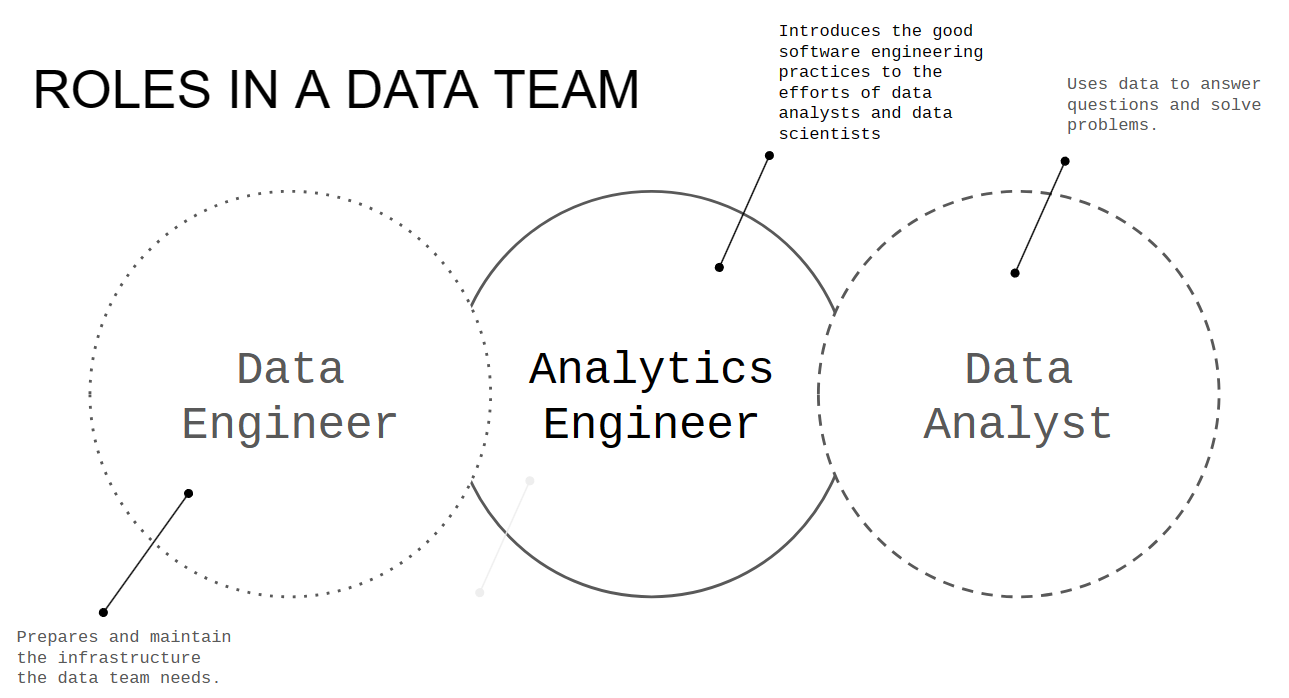 ROLES IN A DATA TEAM
Introduces the good
software engineering
practices to the
efforts of data
analysts and data
scientists
Uses data to answer
questions and solve
problems.
Data
Engineer
Analytics
Engineer
Data
Analyst
Prepares and maintain
the infrastructure
the data team needs.